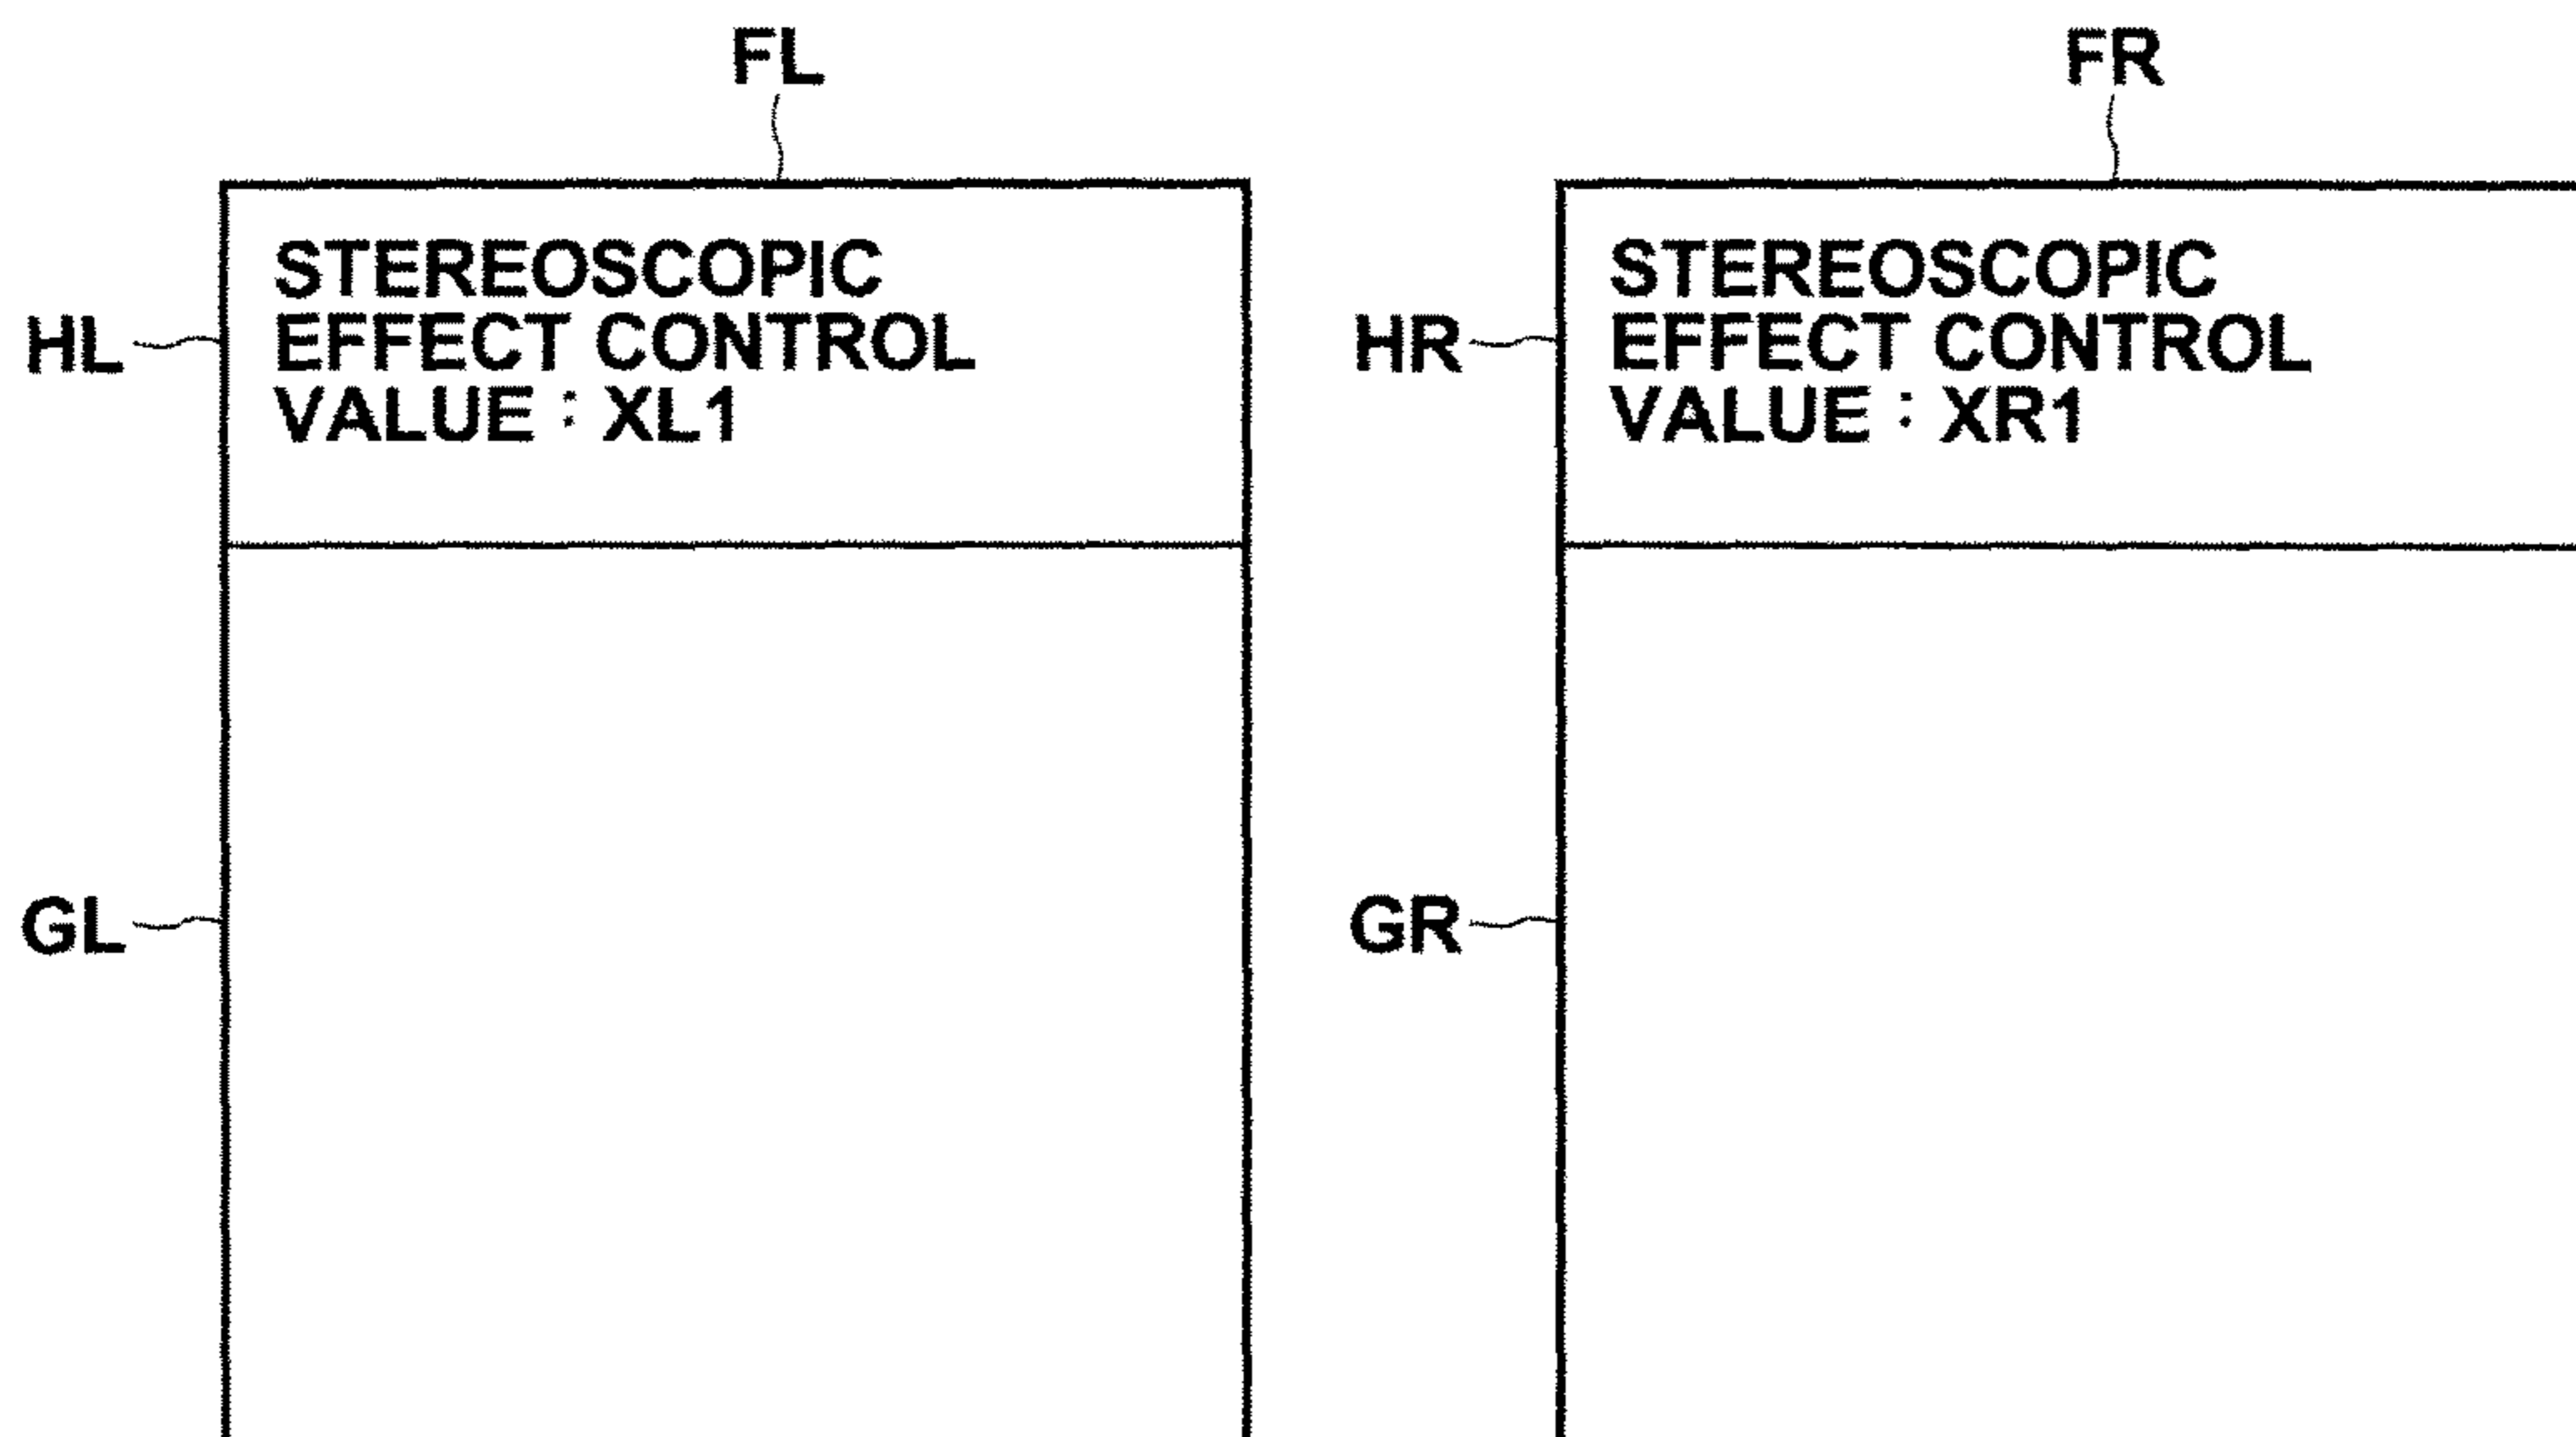 FL
HL
STEREOSCOPIC
EFFECT CONTROL
VALUE : XL1
GL
FR
HR
STEREOSCOPIC
EFFECT CONTROL
VALUE : XR1
GR